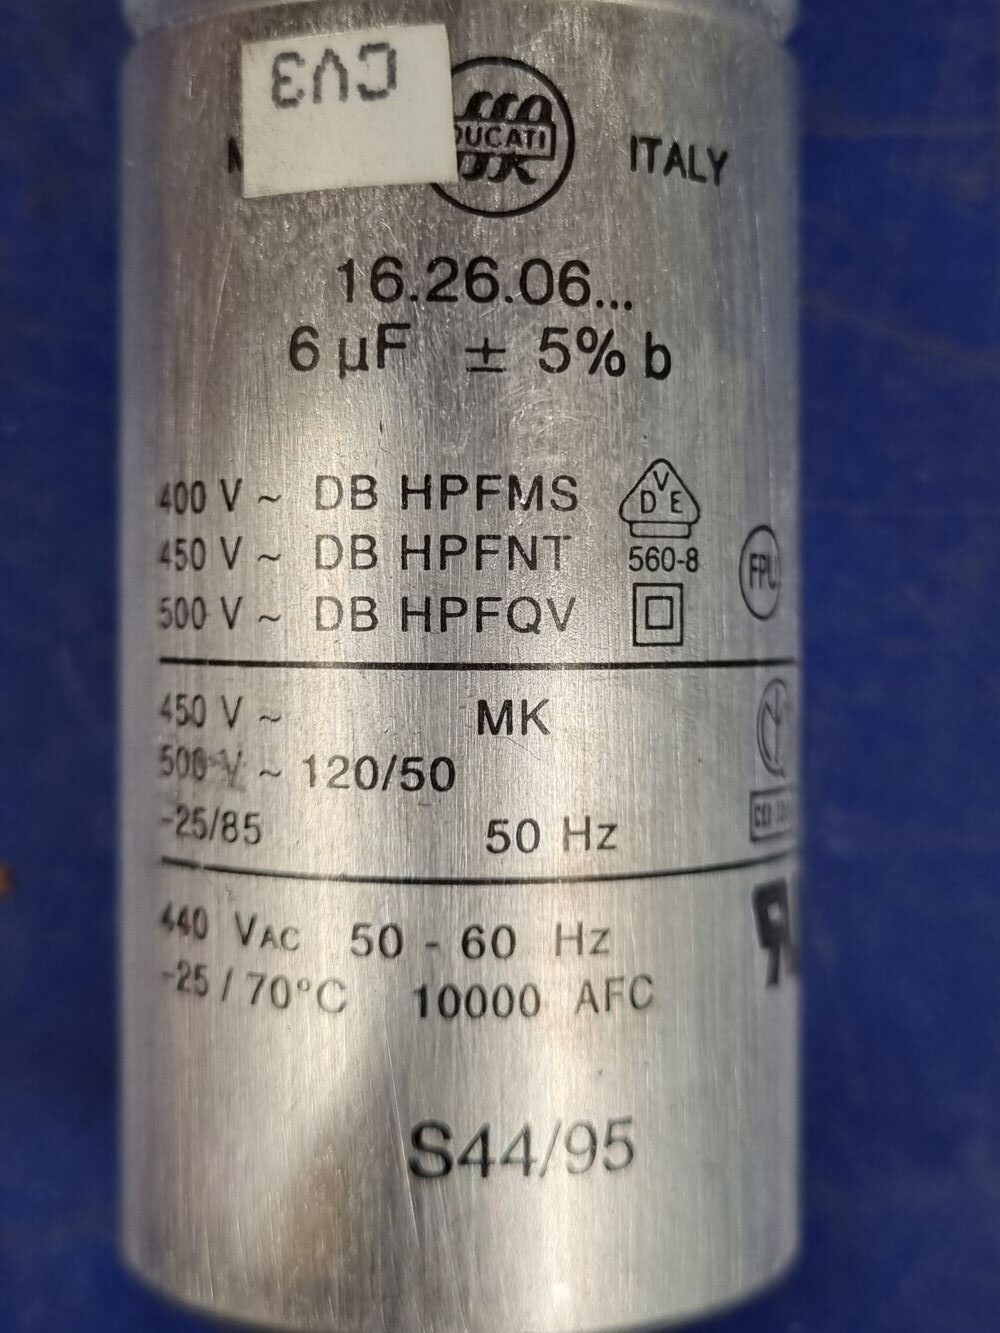 CV3
DUCATI
ITALY
16.26.06...
6 µF ± 5% b
400 V ~ DB HPFMS
450 V ~ DB HPFNT
500 V ~ DB HPFQV
VDE
560-8
FPU
450 V ~ MK
500 V ~ 120/50
-25/85 50 Hz
440 VAC 50 - 60 Hz
-25 / 70°C 10000 AFC
S44/95